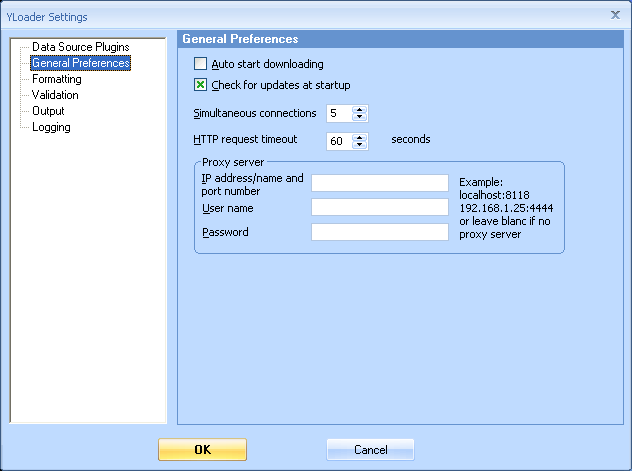 YLoader Settings
Data Source Plugins
General Preferences
Formatting
Validation
Output
Logging
General Preferences
Auto start downloading
Check for updates at startup
Simultaneous connections 5
HTTP request timeout 60 seconds
Proxy server
IP address/name and
port number
User name
Password
Example:
localhost:8118
192.168.1.25:4444
or leave blanc if no
proxy server
OK
Cancel